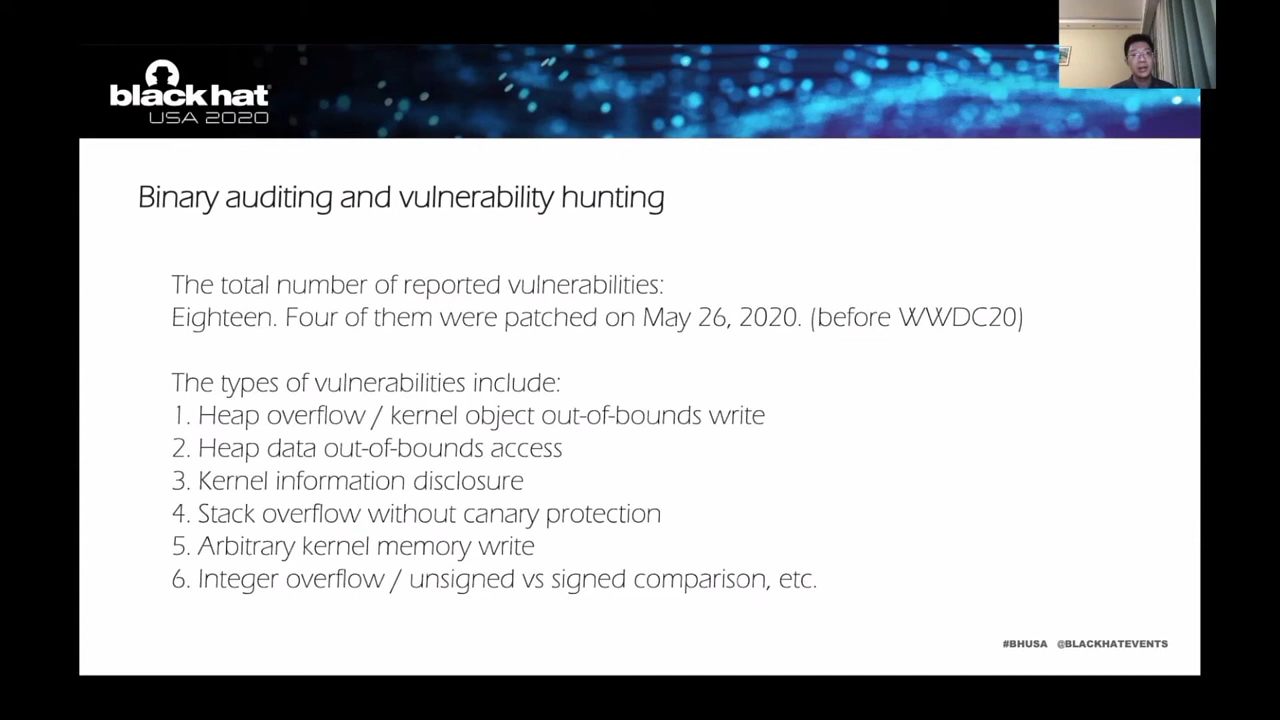 black hat
USA 2020
Binary auditing and vulnerability hunting
The total number of reported vulnerabilities:
Eighteen. Four of them were patched on May 26, 2020. (before WWDC20)
The types of vulnerabilities include:
1. Heap overflow / kernel object out-of-bounds write
2. Heap data out-of-bounds access
3. Kernel information disclosure
4. Stack overflow without canary protection
5. Arbitrary kernel memory write
6. Integer overflow / unsigned vs signed comparison, etc.
#BHUSA @BLACKHATEVENTS